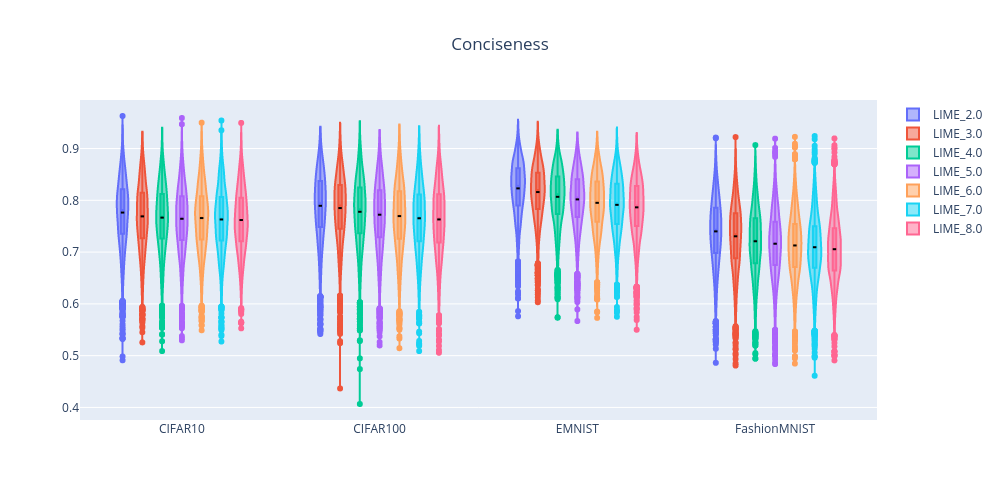 Conciseness
0.9
0.8
0.7
0.6
0.5
0.4
CIFAR10
CIFAR100
EMNIST
FashionMNIST
LIME_2.0
LIME_3.0
LIME_4.0
LIME_5.0
LIME_6.0
LIME_7.0
LIME_8.0